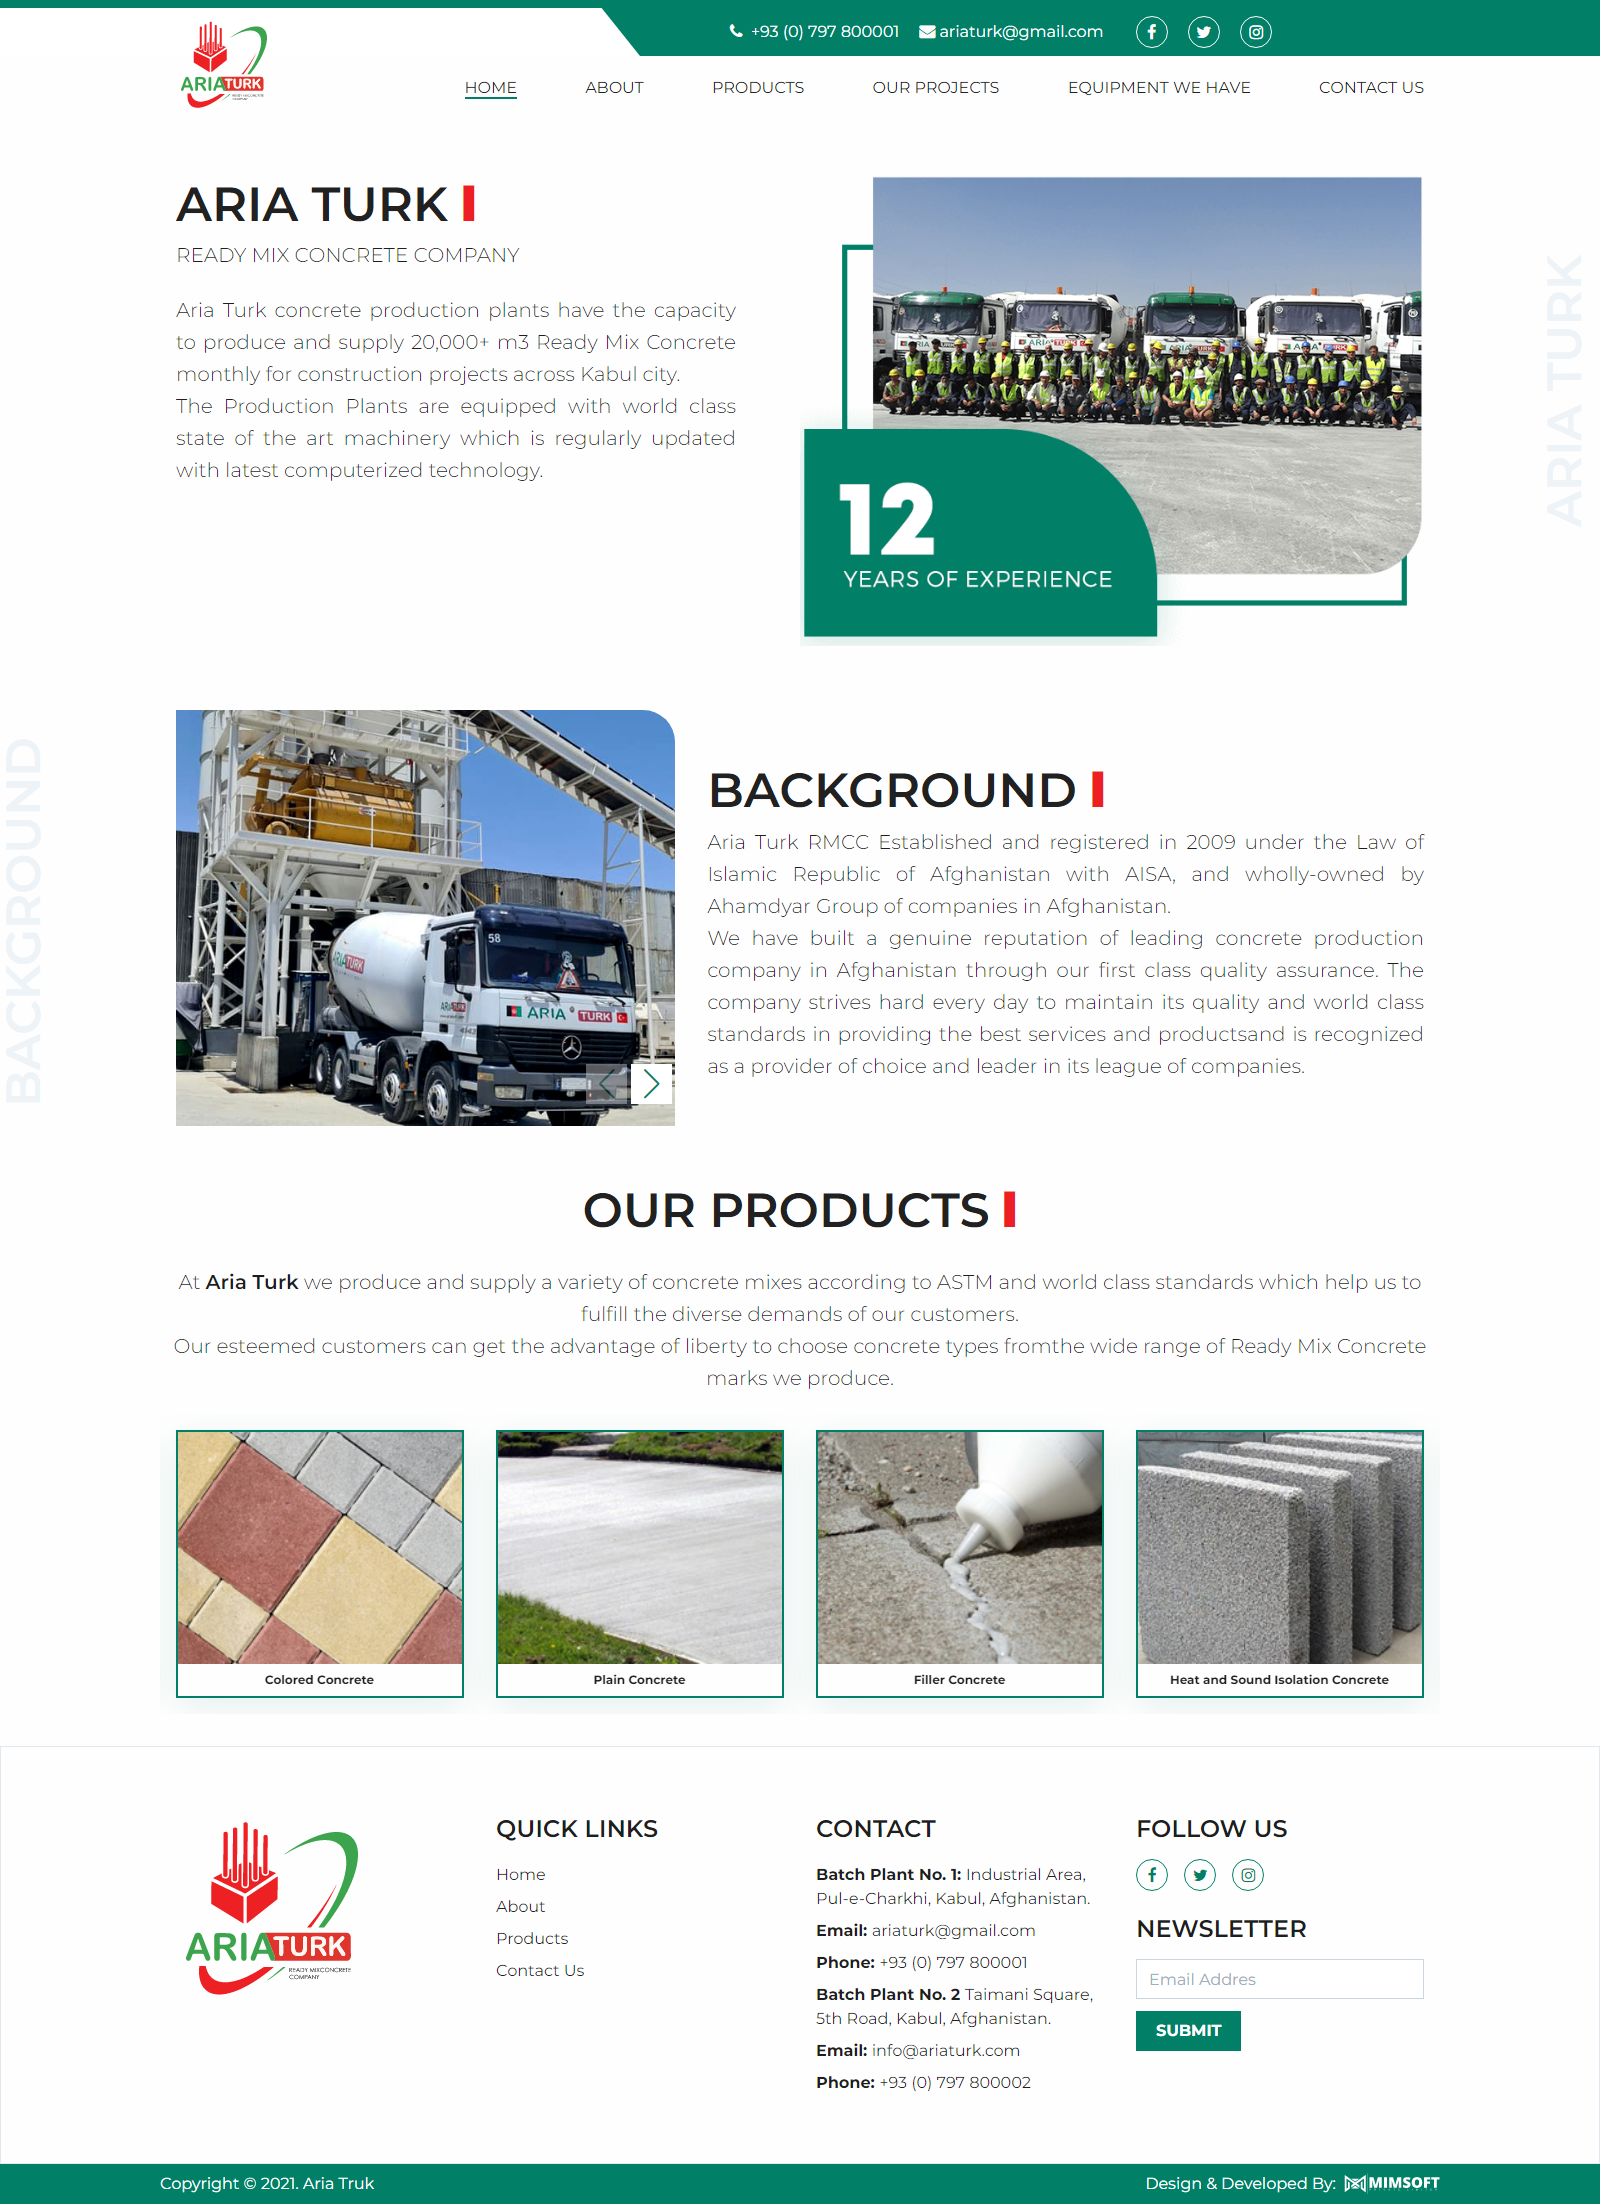 +93 (0) 797 800001 ariaturk@gmail.com
ARIA TURK
READY MIXCONCRETE
COMPANY
HOME ABOUT PRODUCTS OUR PROJECTS EQUIPMENT WE HAVE CONTACT US
ARIA TURK
READY MIX CONCRETE COMPANY
Aria Turk concrete production plants have the capacity
to produce and supply 20,000+ m3 Ready Mix Concrete
monthly for construction projects across Kabul city.
The Production Plants are equipped with world class
state of the art machinery which is regularly updated
with latest computerized technology.
12
YEARS OF EXPERIENCE
ARIA TURK
BACKGROUND
58
ARIATURK
ARIA TURK
BACKGROUND
Aria Turk RMCC Established and registered in 2009 under the Law of
Islamic Republic of Afghanistan with AISA, and wholly-owned by
Ahamdyar Group of companies in Afghanistan.
We have built a genuine reputation of leading concrete production
company in Afghanistan through our first class quality assurance. The
company strives hard every day to maintain its quality and world class
standards in providing the best services and productsand is recognized
as a provider of choice and leader in its league of companies.
OUR PRODUCTS
At Aria Turk we produce and supply a variety of concrete mixes according to ASTM and world class standards which help us to
fulfill the diverse demands of our customers.
Our esteemed customers can get the advantage of liberty to choose concrete types fromthe wide range of Ready Mix Concrete
marks we produce.
Colored Concrete
Plain Concrete
Filler Concrete
Heat and Sound Isolation Concrete
ARIATURK
READY MIXCONCRETE
COMPANY
QUICK LINKS
Home
About
Products
Contact Us
CONTACT
Batch Plant No. 1: Industrial Area,
Pul-e-Charkhi, Kabul, Afghanistan.
Email: ariaturk@gmail.com
Phone: +93 (0) 797 800001
Batch Plant No. 2 Taimani Square,
5th Road, Kabul, Afghanistan.
Email: info@ariaturk.com
Phone: +93 (0) 797 800002
FOLLOW US
NEWSLETTER
Email Addres
SUBMIT
Copyright © 2021. Aria Truk
Design & Developed By: MIMSOFT